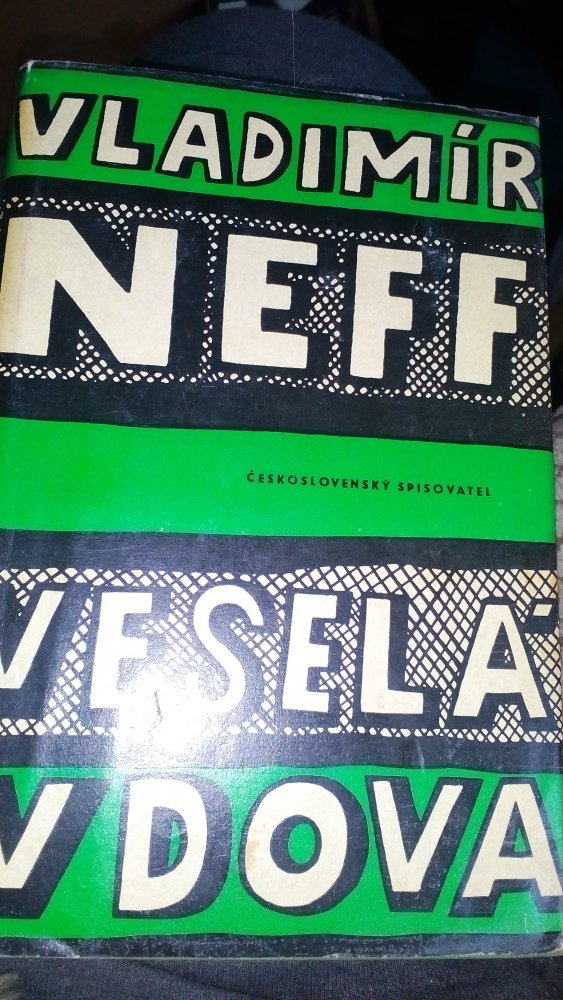 VLADIMÍR
NEFF
ČESKOSLOVENSKÝ SPISOVATEL
VESELÁ
VDOVA